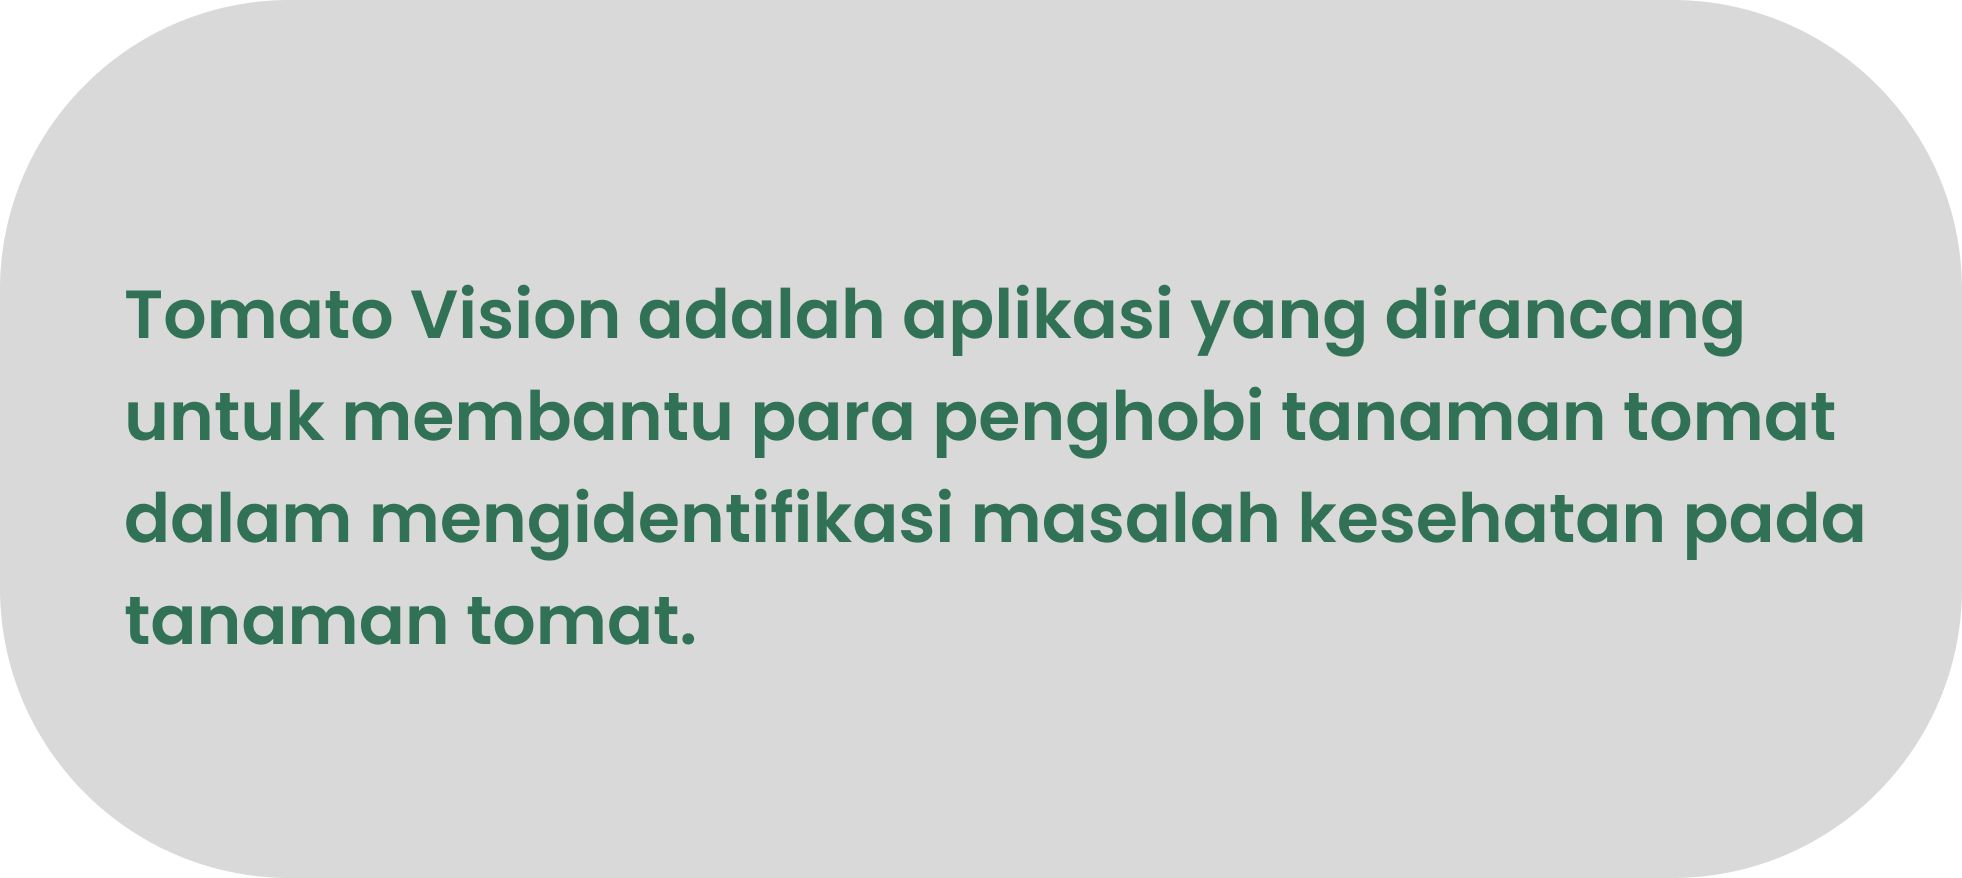 Tomato Vision adalah aplikasi yang dirancang
untuk membantu para penghobi tanaman tomat
dalam mengidentifikasi masalah kesehatan pada
tanaman tomat.